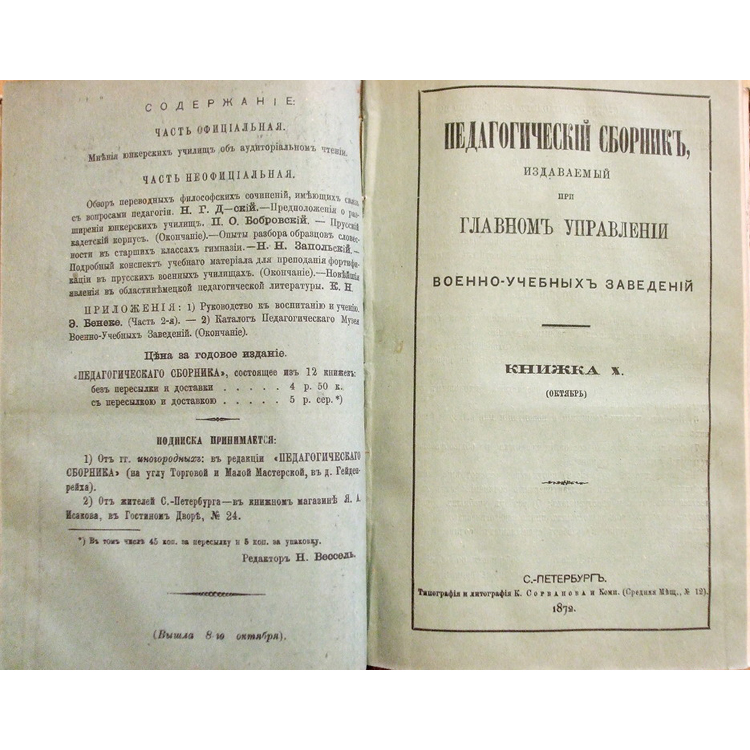 СОДЕРЖАНІЕ:
ЧАСТЬ ОФИЦІАЛЬНАЯ.
Мнѣнія юнкерскихъ училищъ объ аудиторіальномъ чтеніи.
ЧАСТЬ НЕОФИЦІАЛЬНАЯ.
Обзоръ переводныхъ философскихъ сочиненій, имѣющихъ связь
съ вопросами педагогіи. Н. Г. Д—скій.—Предположенія о рас-
ширеніи юнкерскихъ училищъ. П. О. Бобровскій. — Прусскій
кадетскій корпусъ. (Окончаніе).—Опыты разбора образцовъ словес-
ности въ старшихъ классахъ гимназіи.—Н. Н. Запольскій.—
Подробный конспектъ учебнаго матеріала для преподанія фортифи-
каціи въ прусскихъ военныхъ училищахъ. (Окончаніе).—Новѣйшія
явленія въ области нѣмецкой педагогической литературы. К. Н.
ПРИЛОЖЕНІЯ: 1) Руководство къ воспитанію и ученію.
Э. Бенеке. (Часть 2-я). — 2) Каталогъ Педагогическаго Музея
Военно-Учебныхъ Заведеній. (Окончаніе).
Цѣна за годовое изданіе.
«ПЕДАГОГИЧЕСКАГО СБОРНИКА», состоящее изъ 12 книжекъ:
безъ пересылки и доставки . . . . . 4 р. 50 к.
съ пересылкою и доставкою . . . . . 5 р. сер.*)
ПОДПИСКА ПРИНИМАЕТСЯ:
1) Отъ гг. иногородныхъ: въ редакціи «ПЕДАГОГИЧЕСКАГО
СБОРНИКА» (на углу Торговой и Малой Мастерской, въ д. Гейден-
рейха).
2) Отъ жителей С.-Петербурга—въ книжномъ магазинѣ Я. А.
Исакова, въ Гостиномъ Дворѣ, № 24.
*) Въ томъ числѣ 45 коп. за пересылку и 5 коп. за упаковку.
Редакторъ Н. Вессель.
(Вышла 8-го октября).
ПЕДАГОГИЧЕСКІЙ СБОРНИКЪ,
ИЗДАВАЕМЫЙ
ПРИ
ГЛАВНОМЪ УПРАВЛЕНІИ
ВОЕННО-УЧЕБНЫХЪ ЗАВЕДЕНІЙ
КНИЖКА X.
(ОКТЯБРЬ)
С.-ПЕТЕРБУРГЪ.
Типографія и литографія К. Сорванова и Комп. (Средняя Мѣщ., № 12).
1872.